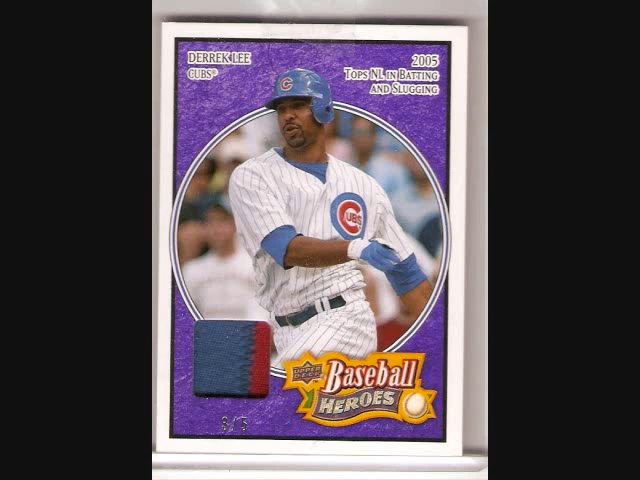 DERREK LEE
CUBS®
2005
TOPS NL IN BATTING
AND SLUGGING
C
CUBS
UPPER
DECK
Baseball
HEROES